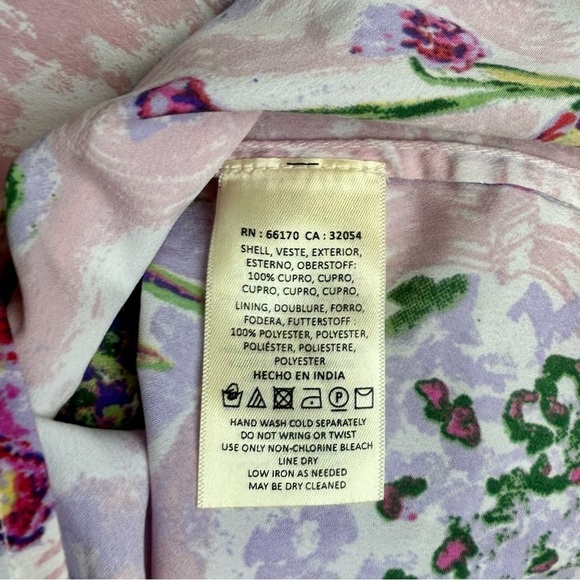 RN : 66170 CA : 32054
SHELL, VESTE, EXTERIOR,
ESTERNO, OBERSTOFF:
100% CUPRO, CUPRO,
CUPRO, CUPRO, CUPRO,
LINING, DOUBLURE, FORRO,
FODERA, FUTTERSTOFF :
100% POLYESTER, POLYESTER,
POLIÉSTER, POLIESTERE,
POLYESTER
HECHO EN INDIA
HAND WASH COLD SEPARATELY
DO NOT WRING OR TWIST
USE ONLY NON-CHLORINE BLEACH
LINE DRY
LOW IRON AS NEEDED
MAY BE DRY CLEANED